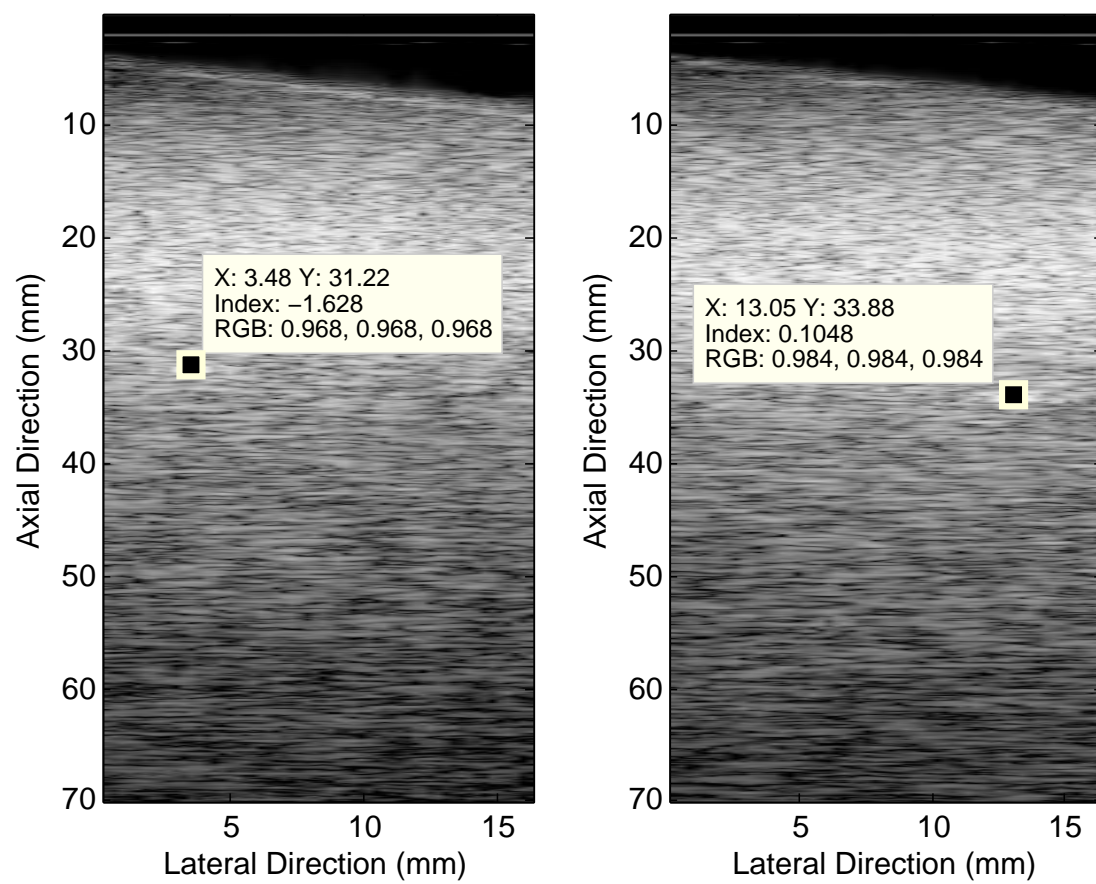 10
20
30
40
50
60
70
Axial Direction (mm)
X: 3.48 Y: 31.22
Index: −1.628
RGB: 0.968, 0.968, 0.968
5
10
15
Lateral Direction (mm)
10
20
30
40
50
60
70
Axial Direction (mm)
X: 13.05 Y: 33.88
Index: 0.1048
RGB: 0.984, 0.984, 0.984
5
10
15
Lateral Direction (mm)